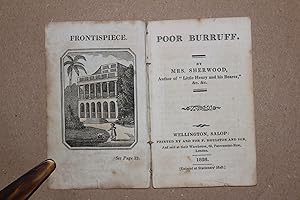 FRONTISPIECE.
See Page 12.
POOR BURRUFF.
BY
MRS. SHERWOOD,
Author of "Little Henry and his Bearer,"
&c. &c.
WELLINGTON, SALOP:
PRINTED BY AND FOR F. HOULSTON AND SON,
And sold at their Warehouse, 65, Paternoster-Row,
London.
1826.
[Entered at Stationers' Hall.]